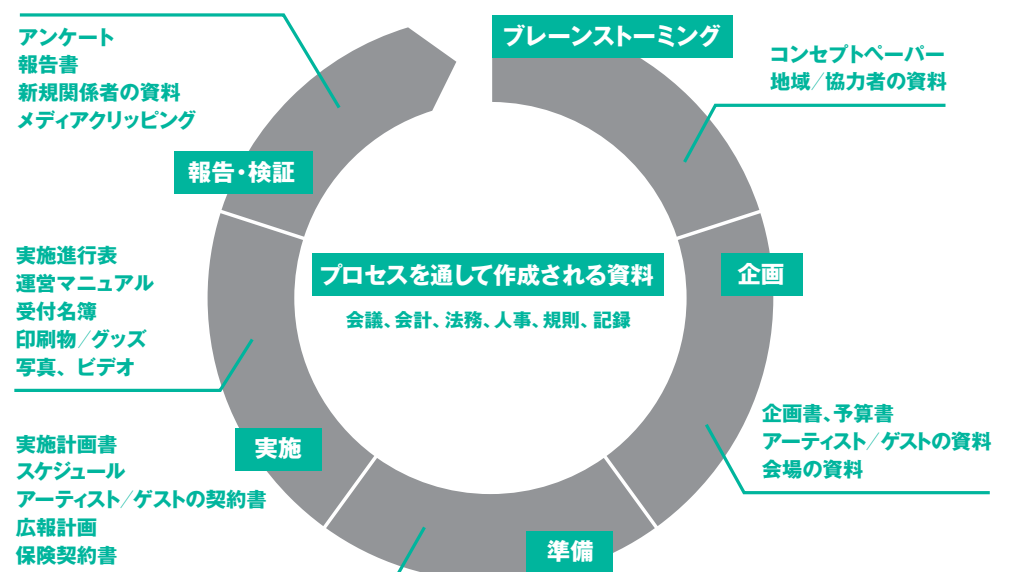 ブレーンストーミング
コンセプトペーパー
地域/協力者の資料
企画
企画書、予算書
アーティスト/ゲストの資料
会場の資料
準備
実施計画書
スケジュール
アーティスト/ゲストの契約書
広報計画
保険契約書
実施
実施進行表
運営マニュアル
受付名簿
印刷物/グッズ
写真、ビデオ
報告・検証
アンケート
報告書
新規関係者の資料
メディアクリッピング
プロセスを通して作成される資料
会議、会計、法務、人事、規則、記録